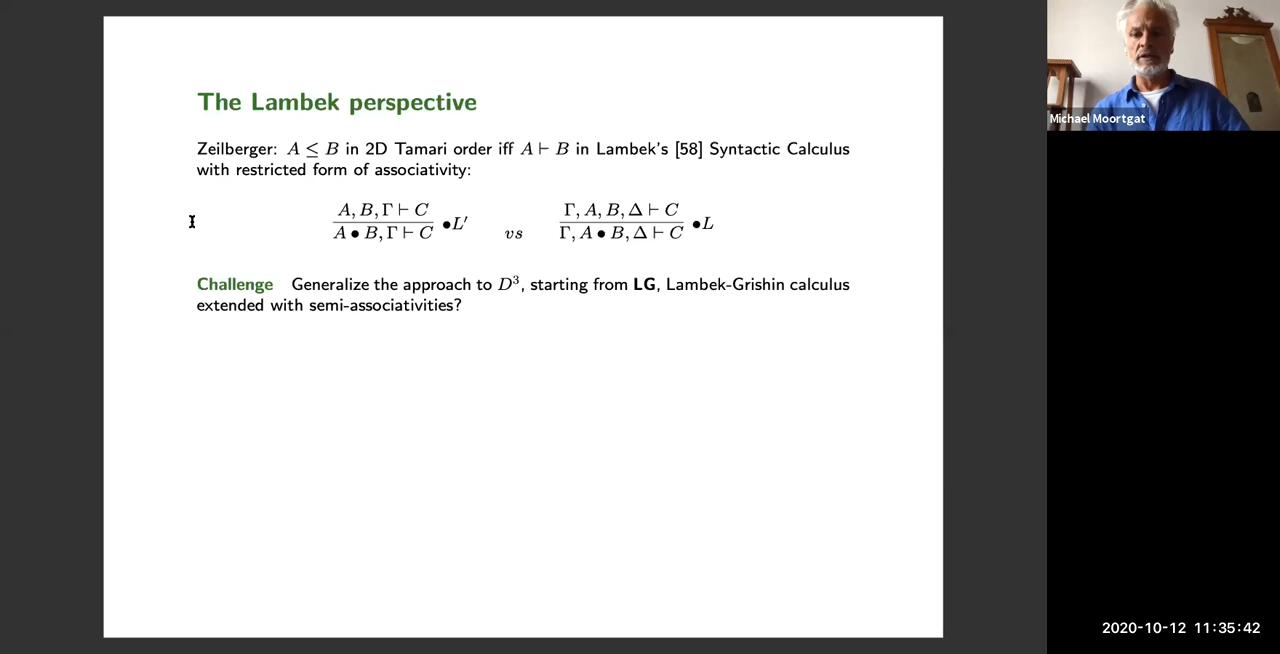 The Lambek perspective
Zeilberger: A ≤ B in 2D Tamari order iff A ⊢ B in Lambek's [58] Syntactic Calculus
with restricted form of associativity:
A, B, Γ ⊢ C
A • B, Γ ⊢ C
•L′
vs
Γ, A, B, Δ ⊢ C
Γ, A • B, Δ ⊢ C
•L
Challenge Generalize the approach to D³, starting from LG, Lambek-Grishin calculus
extended with semi-associativities?
Michael Moortgat
2020-10-12 11:35:42